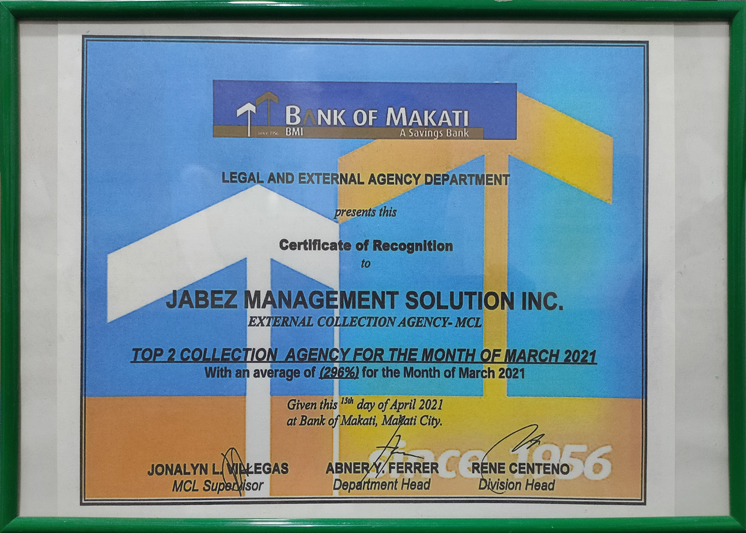 BANK OF MAKATI
BMI A Savings Bank
LEGAL AND EXTERNAL AGENCY DEPARTMENT
presents this
Certificate of Recognition
to
JABEZ MANAGEMENT SOLUTION INC.
EXTERNAL COLLECTION AGENCY- MCL
TOP 2 COLLECTION AGENCY FOR THE MONTH OF MARCH 2021
With an average of (296%) for the Month of March 2021
Given this 15th day of April 2021
at Bank of Makati, Makati City.
since 1956
JONALYN L. VILLEGAS ABNER Y. FERRER RENE CENTENO
MCL Supervisor Department Head Division Head